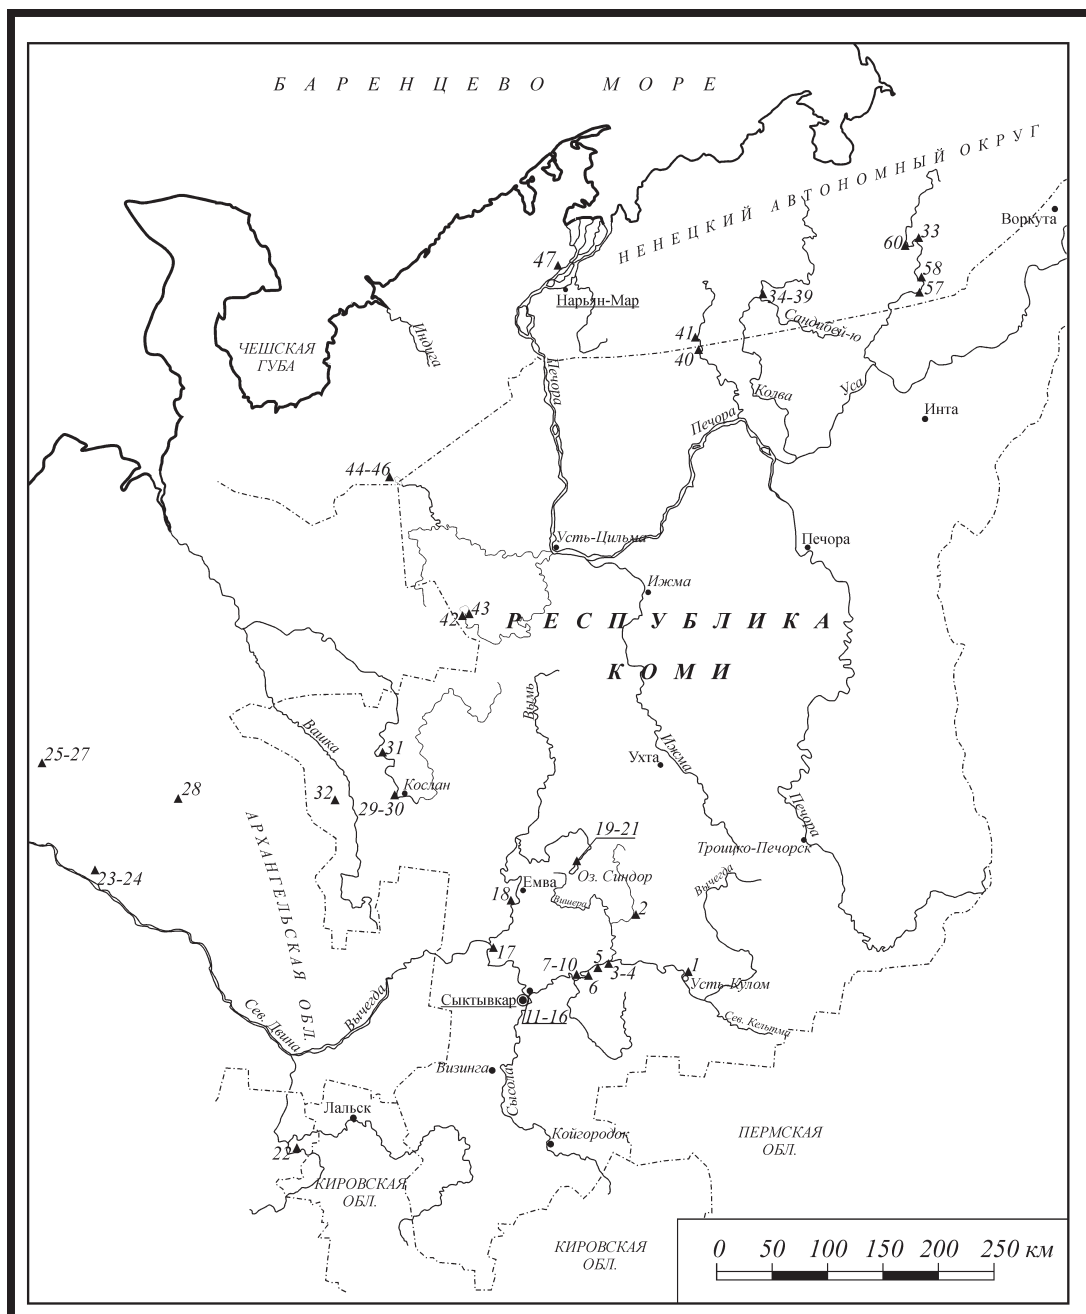 БАРЕНЦЕВО МОРЕ
НЕНЕЦКИЙ АВТОНОМНЫЙ ОКРУГ
Воркута
33
60
47
58
57
34-39
Нарьян-Мар
Сандибей-ю
Индига
41
ЧЕШСКАЯ
ГУБА
40
Печора
Колва
Уса
Инта
Печора
44-46
Усть-Цильма
Печора
Ижма
42
43
РЕСПУБЛИКА
КОМИ
Вымь
Вашка
31
25-27
Ижма
Ухта
28
32
Кослан
29-30
Печора
АРХАНГЕЛЬСКАЯ ОБЛ.
19-21
Троицко-Печорск
23-24
Оз. Синдор
Емва
Вычегда
18
Вишера
2
17
5
7-10
3-4
1
6
Усть-Кулом
Сыктывкар
Вычегда
11-16
Сев. Двина
Сев. Кельтма
Визинга
Сысола
Лальск
Койгородок
ПЕРМСКАЯ
ОБЛ.
22
КИРОВСКАЯ
ОБЛ.
КИРОВСКАЯ
ОБЛ.
0 50 100 150 200 250 км